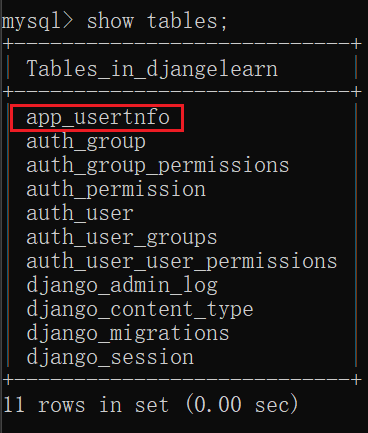 mysql> show tables;
+-----------------------------+
| Tables_in_djangelearn |
+-----------------------------+
| app_usertnfo |
| auth_group |
| auth_group_permissions |
| auth_permission |
| auth_user |
| auth_user_groups |
| auth_user_user_permissions |
| django_admin_log |
| django_content_type |
| django_migrations |
| django_session |
+-----------------------------+
11 rows in set (0.00 sec)